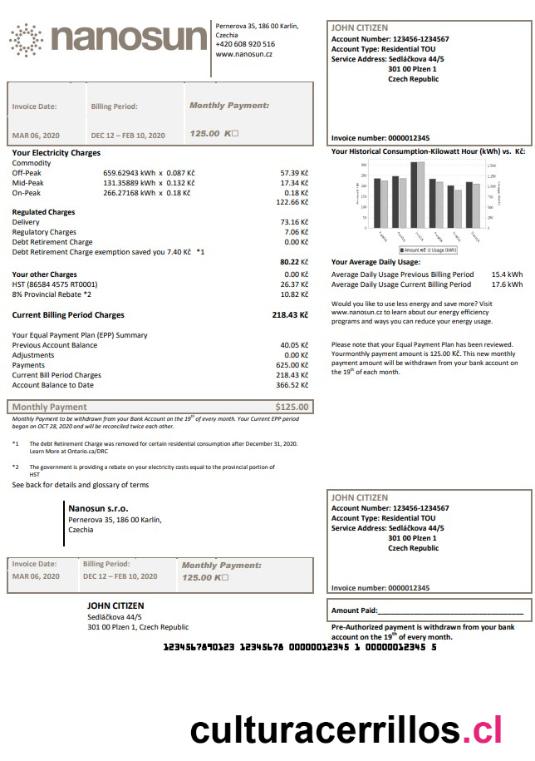 nanosun
Pernerova 35, 186 00 Karlín,
Czechia
+420 608 920 516
www.nanosun.cz
JOHN CITIZEN
Account Number: 123456-1234567
Account Type: Residential TOU
Service Address: Sedláčkova 44/5
301 00 Plzen 1
Czech Republic
Invoice number: 0000012345
Invoice Date:
Billing Period:
Monthly Payment:
MAR 06, 2020
DEC 12 – FEB 10, 2020
125.00 K□
Your Electricity Charges
Commodity
Off-Peak 659.62943 kWh x 0.087 Kč 57.39 Kč
Mid-Peak 131.35889 kWh x 0.132 Kč 17.34 Kč
On-Peak 266.27168 kWh x 0.18 Kč 0.18 Kč
122.66 Kč
Regulated Charges
Delivery 73.16 Kč
Regulatory Charges 7.06 Kč
Debt Retirement Charge 0.00 Kč
Debt Retirement Charge exemption saved you 7.40 Kč *1
80.22 Kč
Your other Charges 0.00 Kč
HST (86584 4575 RT0001) 26.37 Kč
8% Provincial Rebate *2 10.82 Kč
Current Billing Period Charges 218.43 Kč
Your Equal Payment Plan (EPP) Summary
Previous Account Balance 40.05 Kč
Adjustments 0.00 Kč
Payments 625.00 Kč
Current Bill Period Charges 218.43 Kč
Account Balance to Date 366.52 Kč
Monthly Payment $125.00
Monthly Payment to be withdrawn from your Bank Account on the 19th of every month. Your Current EPP period
began on OCT 28, 2020 and will be reconciled twice each other.
*1 The debt Retirement Charge was removed for certain residential consumption after December 31, 2020.
Learn More at Ontario.ca/DRC
*2 The government is providing a rebate on your electricity costs equal to the provincial portion of
HST
See back for details and glossary of terms
Your Historical Consumption-Kilowatt Hour (kWh) vs. Kč:
Amount Kč Usage (kWh)
Your Average Daily Usage:
Average Daily Usage Previous Billing Period 15.4 kWh
Average Daily Usage Current Billing Period 17.6 kWh
Would you like to use less energy and save more? Visit
www.nanosun.cz to learn about our energy efficiency
programs and ways you can reduce your energy usage.
Please note that your Equal Payment Plan has been reviewed.
Yourmonthly payment amount is 125.00 Kč. This new monthly
payment amount will be withdrawn from your bank account on
the 19th of each month.
Nanosun s.r.o.
Pernerova 35, 186 00 Karlín,
Czechia
JOHN CITIZEN
Account Number: 123456-1234567
Account Type: Residential TOU
Service Address: Sedláčkova 44/5
301 00 Plzen 1
Czech Republic
Invoice number: 0000012345
Invoice Date:
Billing Period:
Monthly Payment:
MAR 06, 2020
DEC 12 – FEB 10, 2020
125.00 K□
JOHN CITIZEN
Sedláčkova 44/5
301 00 Plzen 1, Czech Republic
Amount Paid:
Pre-Authorized payment is withdrawn from your bank
account on the 19th of every month.
1234567890123 12345678 00000012345 1 0000012345 5
culturacerrillos.cl